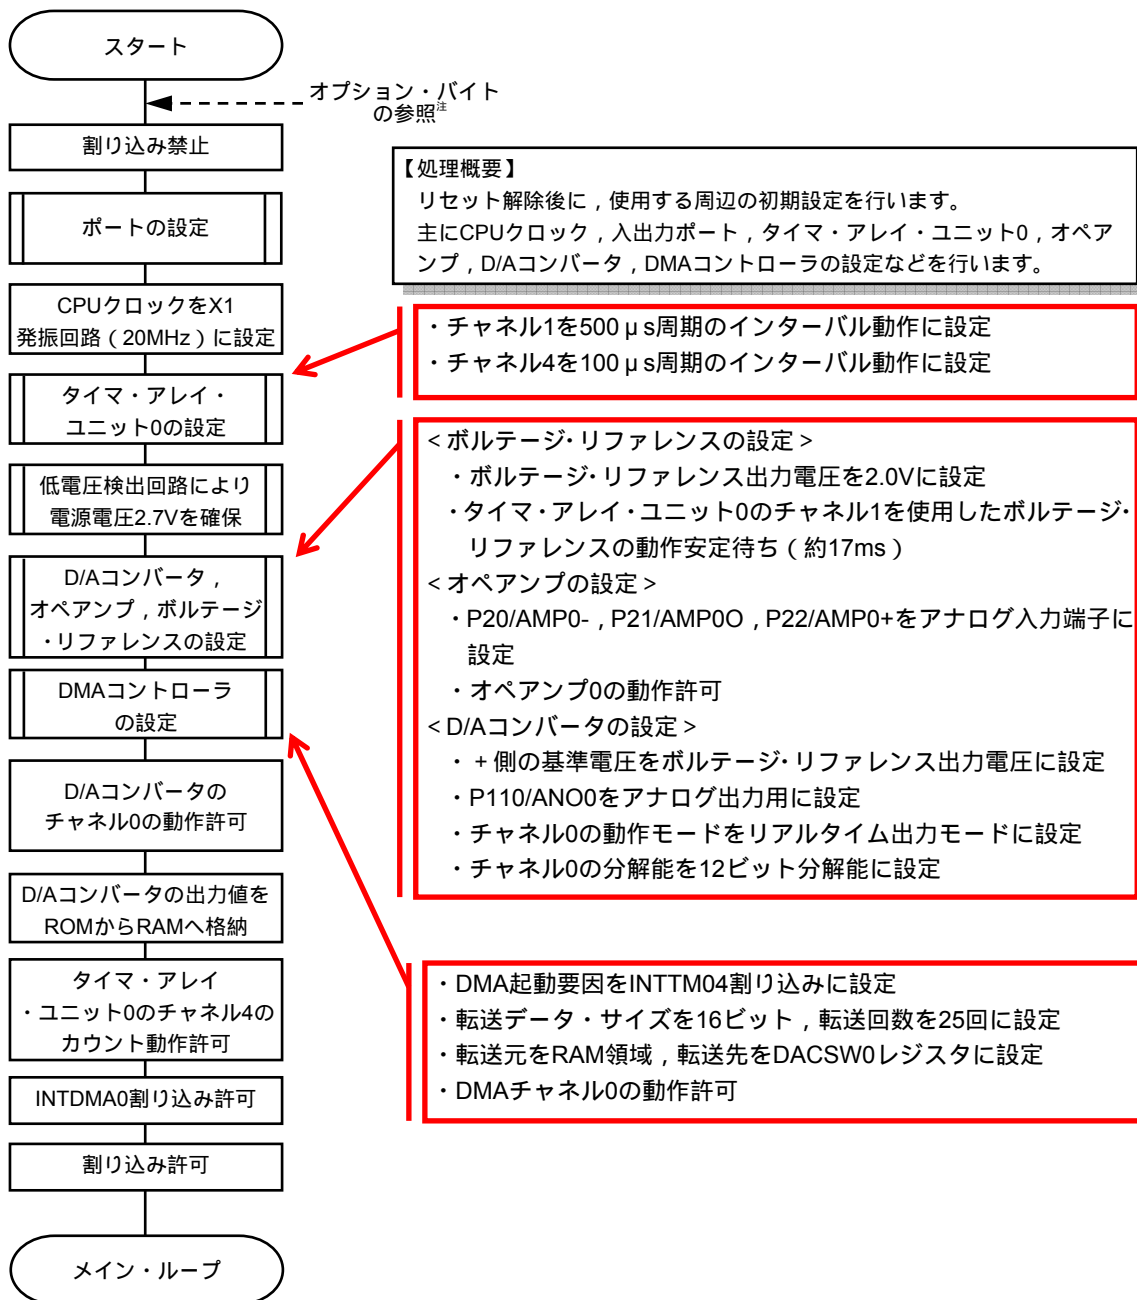 スタート
オプション・バイト
の参照注
割り込み禁止
ポートの設定
CPUクロックをX1
発振回路（20MHz）に設定
タイマ・アレイ・
ユニット0の設定
低電圧検出回路により
電源電圧2.7Vを確保
D/Aコンバータ，
オペアンプ，ボルテージ
・リファレンスの設定
DMAコントローラ
の設定
D/Aコンバータの
チャネル0の動作許可
D/Aコンバータの出力値を
ROMからRAMへ格納
タイマ・アレイ
・ユニット0のチャネル4の
カウント動作許可
INTDMA0割り込み許可
割り込み許可
メイン・ループ
【処理概要】
リセット解除後に，使用する周辺の初期設定を行います。
主にCPUクロック，入出力ポート，タイマ・アレイ・ユニット0，オペア
ンプ，D/Aコンバータ，DMAコントローラの設定などを行います。
・チャネル1を500μs周期のインターバル動作に設定
・チャネル4を100μs周期のインターバル動作に設定
＜ボルテージ・リファレンスの設定＞
・ボルテージ・リファレンス出力電圧を2.0Vに設定
・タイマ・アレイ・ユニット0のチャネル1を使用したボルテージ・
リファレンスの動作安定待ち（約17ms）
＜オペアンプの設定＞
・P20/AMP0-，P21/AMP0O，P22/AMP0+をアナログ入力端子に
設定
・オペアンプ0の動作許可
＜D/Aコンバータの設定＞
・＋側の基準電圧をボルテージ・リファレンス出力電圧に設定
・P110/ANO0をアナログ出力用に設定
・チャネル0の動作モードをリアルタイム出力モードに設定
・チャネル0の分解能を12ビット分解能に設定
・DMA起動要因をINTTM04割り込みに設定
・転送データ・サイズを16ビット，転送回数を25回に設定
・転送元をRAM領域，転送先をDACSW0レジスタに設定
・DMAチャネル0の動作許可